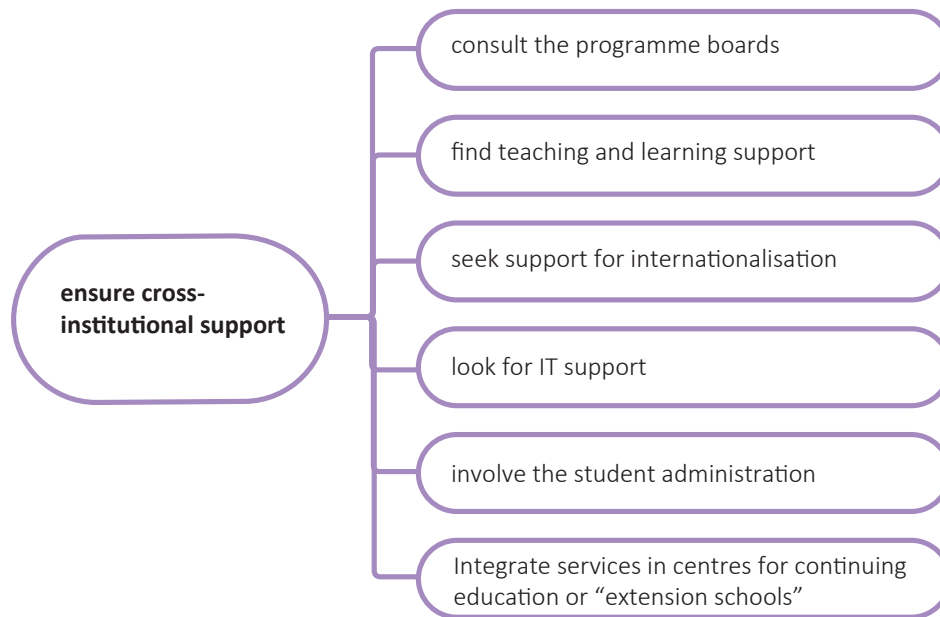 consult the programme boards
find teaching and learning support
seek support for internationalisation
ensure cross-
institutional support
look for IT support
involve the student administration
Integrate services in centres for continuing
education or “extension schools”